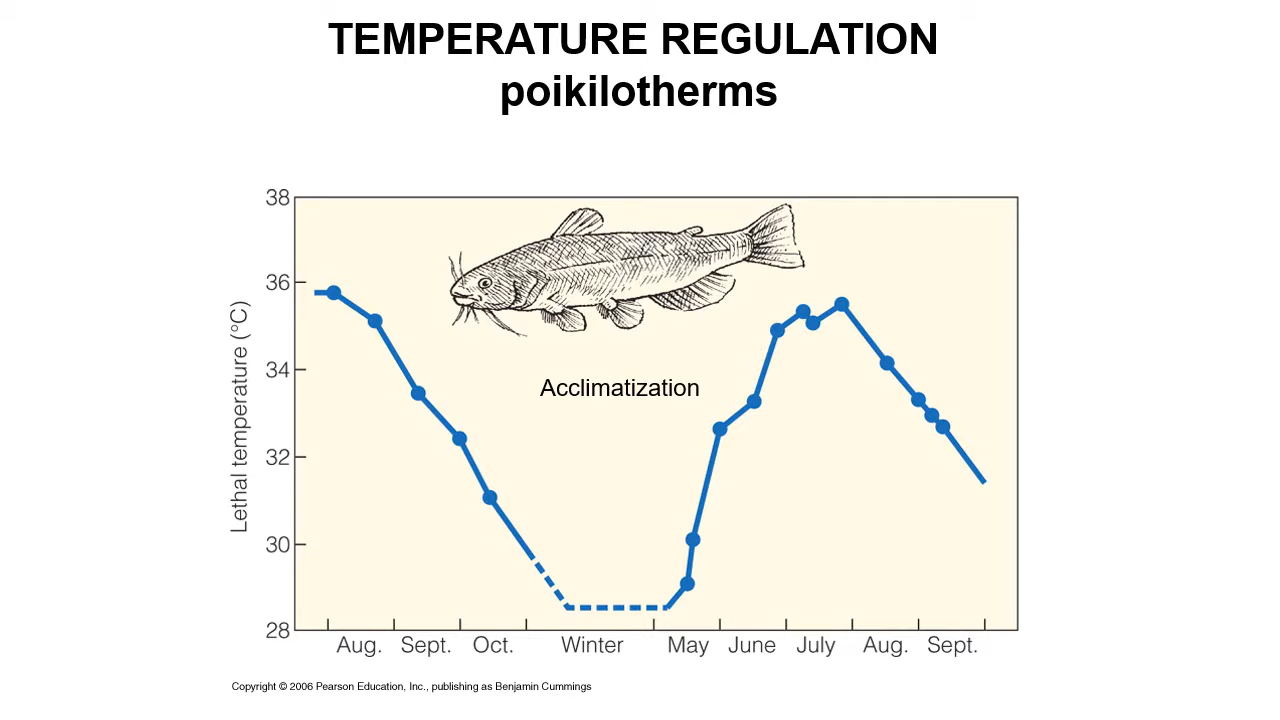 TEMPERATURE REGULATION
poikilotherms
38
36
34
32
30
28
Lethal temperature (°C)
Acclimatization
Aug. Sept. Oct. Winter May June July Aug. Sept.
Copyright © 2006 Pearson Education, Inc., publishing as Benjamin Cummings